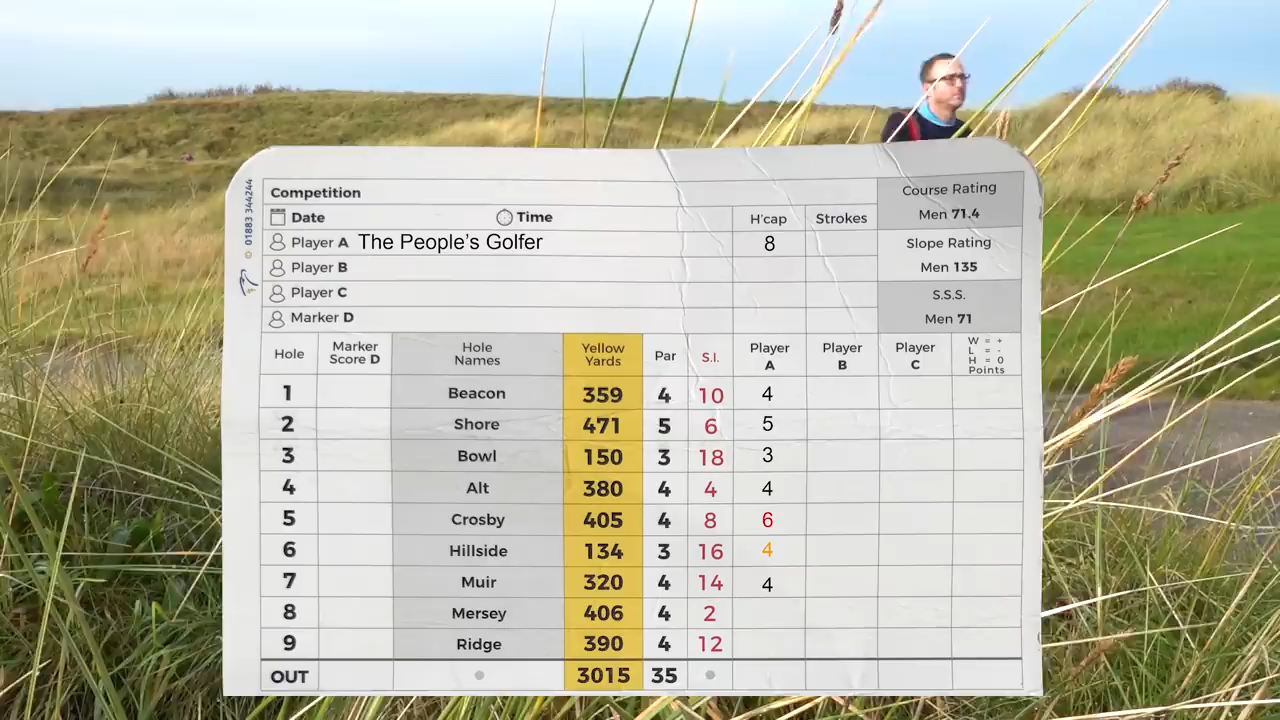 Competition
Course Rating
Men 71.4
Date Time H'cap Strokes
Player A The People's Golfer 8
Slope Rating
Men 135
Player B
Player C
S.S.S.
Men 71
Marker D
Hole Marker Score D Hole Names Yellow Yards Par S.I. Player A Player B Player C W = + L = - H = 0 Points
1 Beacon 359 4 10 4
2 Shore 471 5 6 5
3 Bowl 150 3 18 3
4 Alt 380 4 4 4
5 Crosby 405 4 8 6
6 Hillside 134 3 16 4
7 Muir 320 4 14 4
8 Mersey 406 4 2
9 Ridge 390 4 12
OUT 3015 35
© 01883 344244